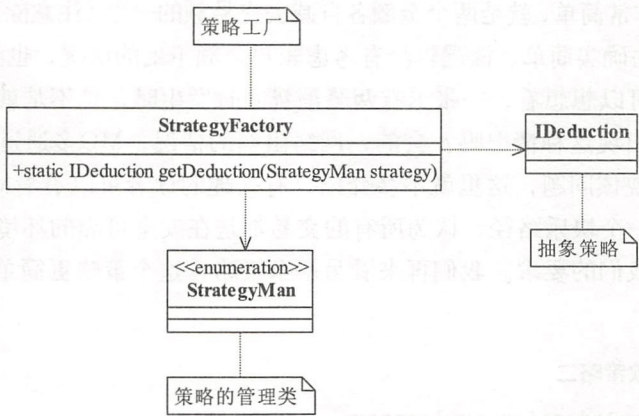 策略工厂
StrategyFactory
+static IDeduction getDeduction(StrategyMan strategy)
IDeduction
抽象策略
<<enumeration>>
StrategyMan
策略的管理类